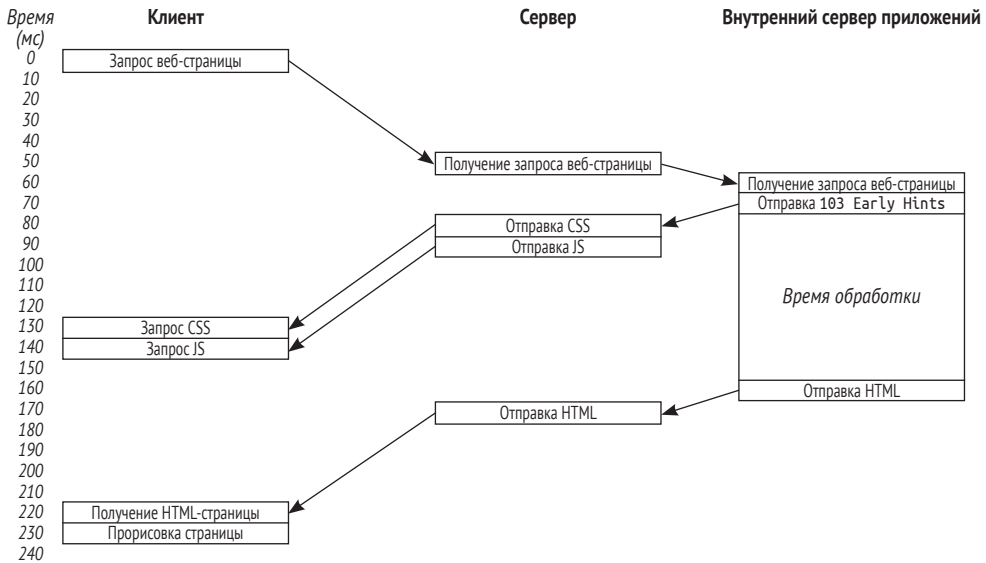 Время
(мс)
Клиент
Сервер
Внутренний сервер приложений
0
10
20
30
40
50
60
70
80
90
100
110
120
130
140
150
160
170
180
190
200
210
220
230
240
Запрос веб-страницы
Получение запроса веб-страницы
Получение запроса веб-страницы
Отправка 103 Early Hints
Отправка CSS
Отправка JS
Время обработки
Запрос CSS
Запрос JS
Отправка HTML
Отправка HTML
Получение HTML-страницы
Прорисовка страницы